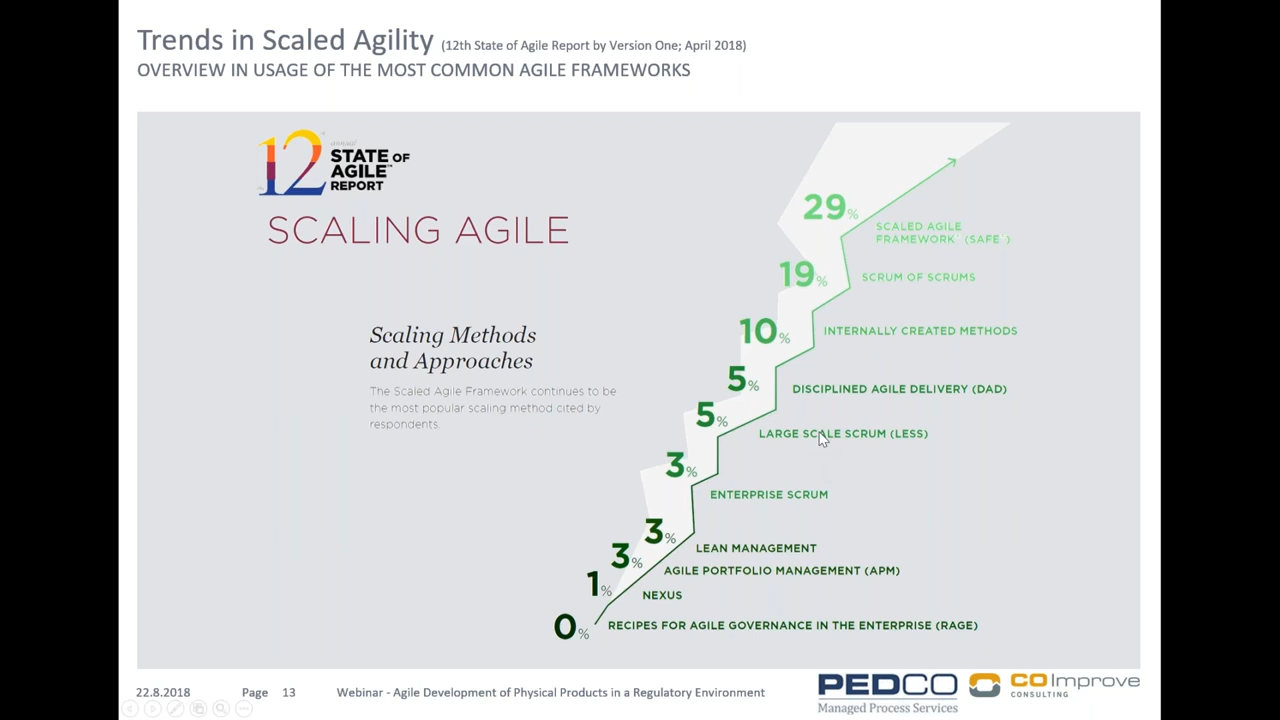 Trends in Scaled Agility (12th State of Agile Report by Version One; April 2018)
OVERVIEW IN USAGE OF THE MOST COMMON AGILE FRAMEWORKS
12
STATE OF
AGILE™
REPORT
SCALING AGILE
Scaling Methods
and Approaches
The Scaled Agile Framework continues to be
the most popular scaling method cited by
respondents.
29%
SCALED AGILE
FRAMEWORK (SAFE)
19%
SCRUM OF SCRUMS
10%
INTERNALLY CREATED METHODS
5%
DISCIPLINED AGILE DELIVERY (DAD)
5%
LARGE SCALE SCRUM (LESS)
3%
ENTERPRISE SCRUM
3%
LEAN MANAGEMENT
3%
AGILE PORTFOLIO MANAGEMENT (APM)
1%
NEXUS
0%
RECIPES FOR AGILE GOVERNANCE IN THE ENTERPRISE (RAGE)
22.8.2018 Page 13 Webinar - Agile Development of Physical Products in a Regulatory Environment
PEDCO
Managed Process Services
COImprove
CONSULTING